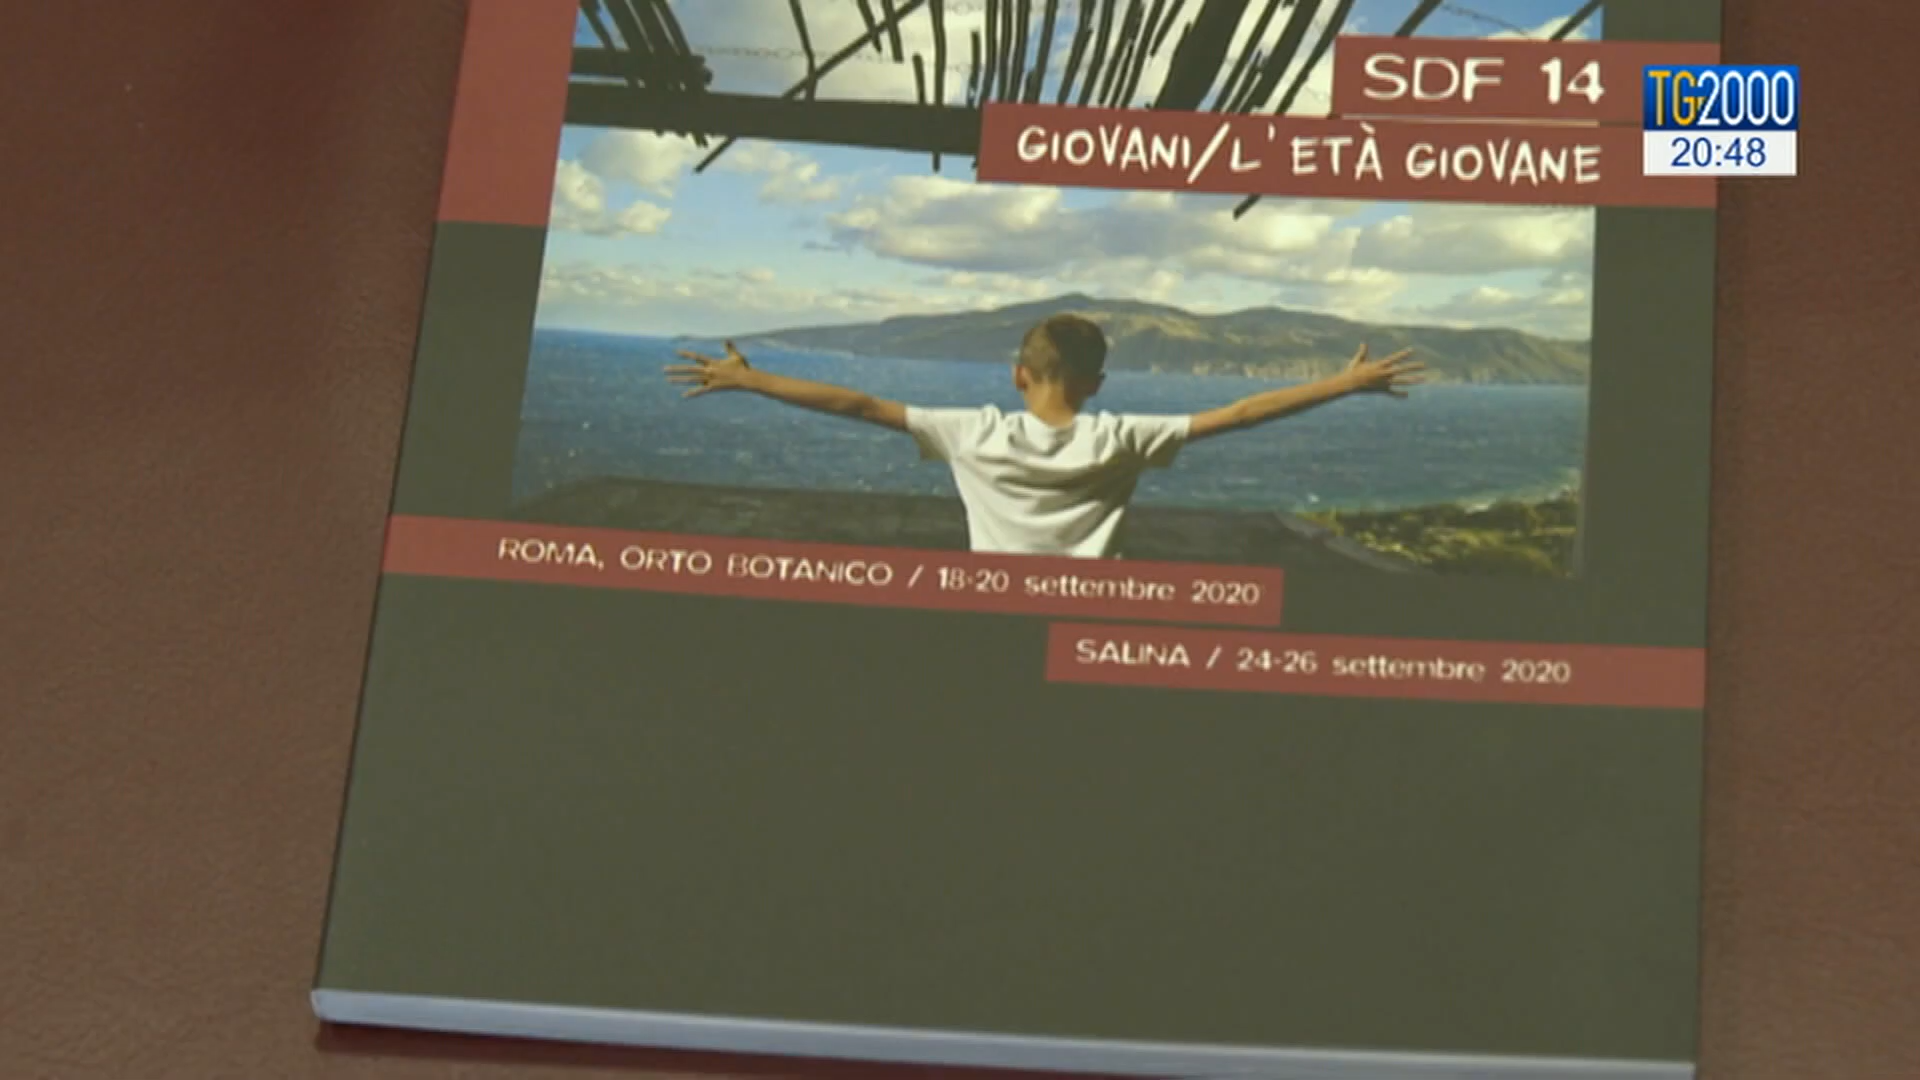 SDF 14
GIOVANI/L'ETÀ GIOVANE
TG2000
20:48
ROMA, ORTO BOTANICO / 18-20 settembre 2020
SALINA / 24-26 settembre 2020